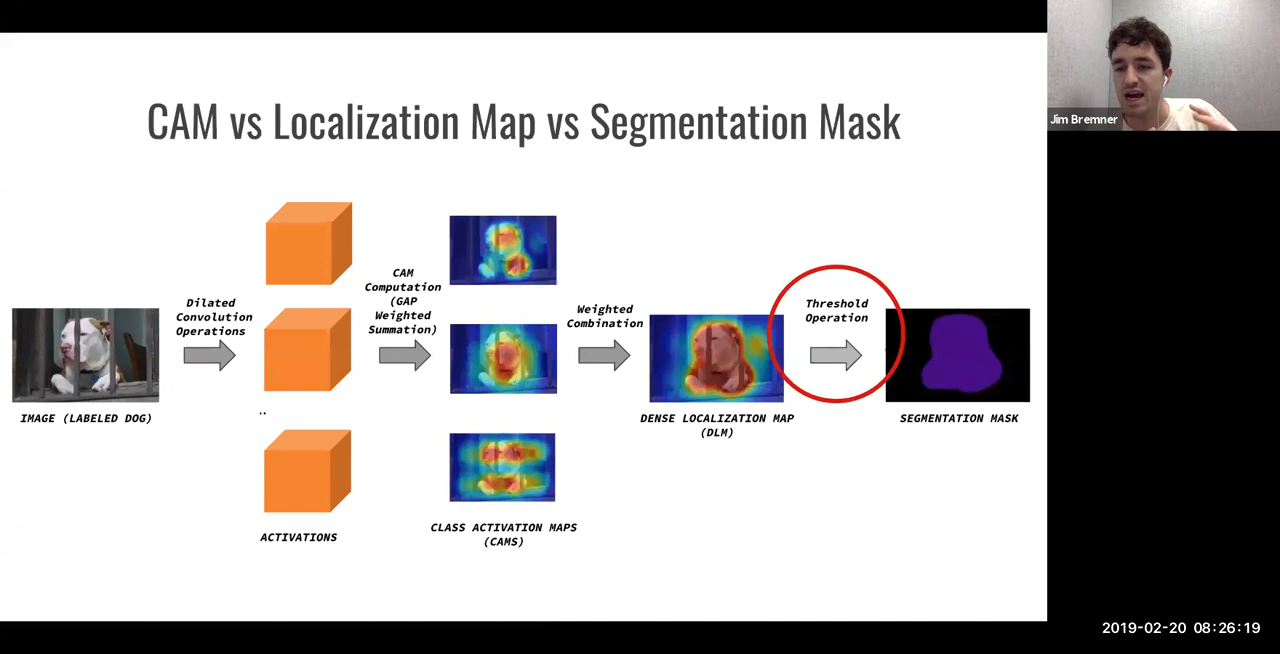 CAM vs Localization Map vs Segmentation Mask
Jim Bremner
CAM
Computation
(GAP
Weighted
Summation)
Dilated
Convolution
Operations
Weighted
Combination
Threshold
Operation
IMAGE (LABELED DOG)
..
ACTIVATIONS
CLASS ACTIVATION MAPS
(CAMS)
DENSE LOCALIZATION MAP
(DLM)
SEGMENTATION MASK
2019-02-20 08:26:19